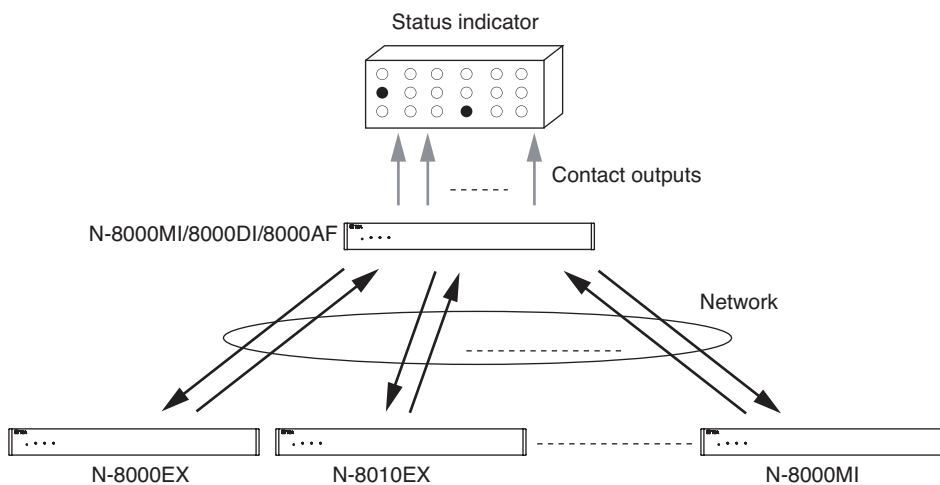 Status indicator
Contact outputs
N-8000MI/8000DI/8000AF
Network
N-8000EX
N-8010EX
N-8000MI